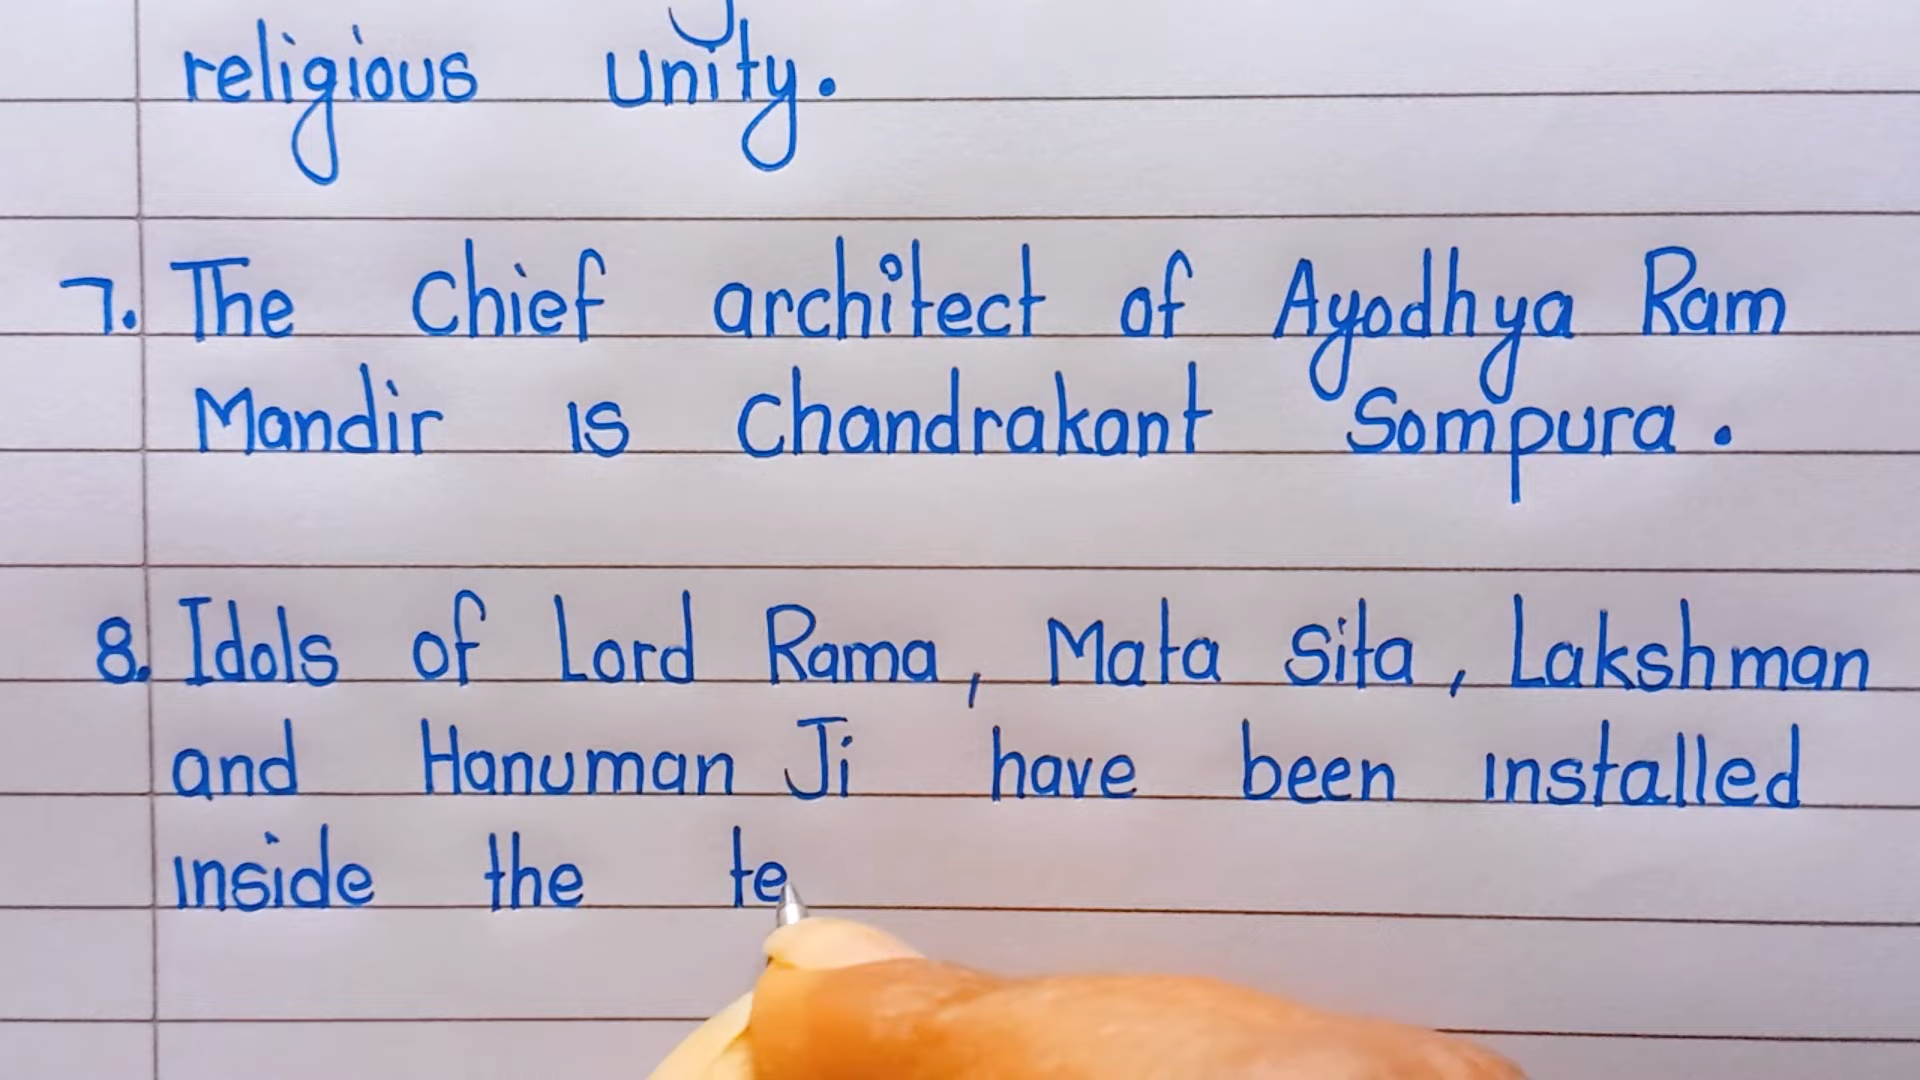 religious unity.
7. The Chief architect of Ayodhya Ram
Mandir is Chandrakant Sompura.
8. Idols of Lord Rama, Mata Sita, Lakshman
and Hanuman Ji have been installed
inside the te